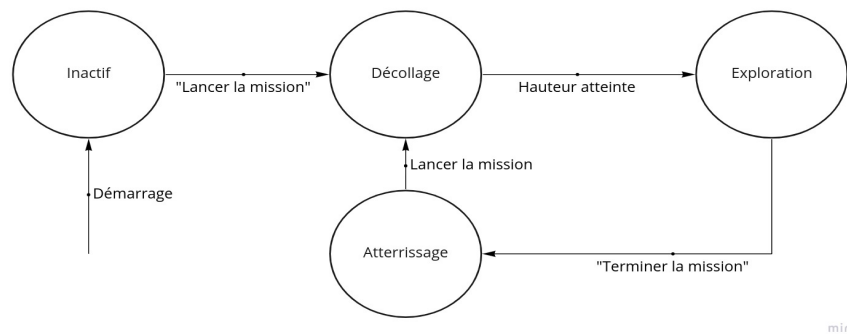 Inactif
Décollage
Exploration
"Lancer la mission"
Hauteur atteinte
Lancer la mission
Démarrage
Atterrissage
"Terminer la mission"